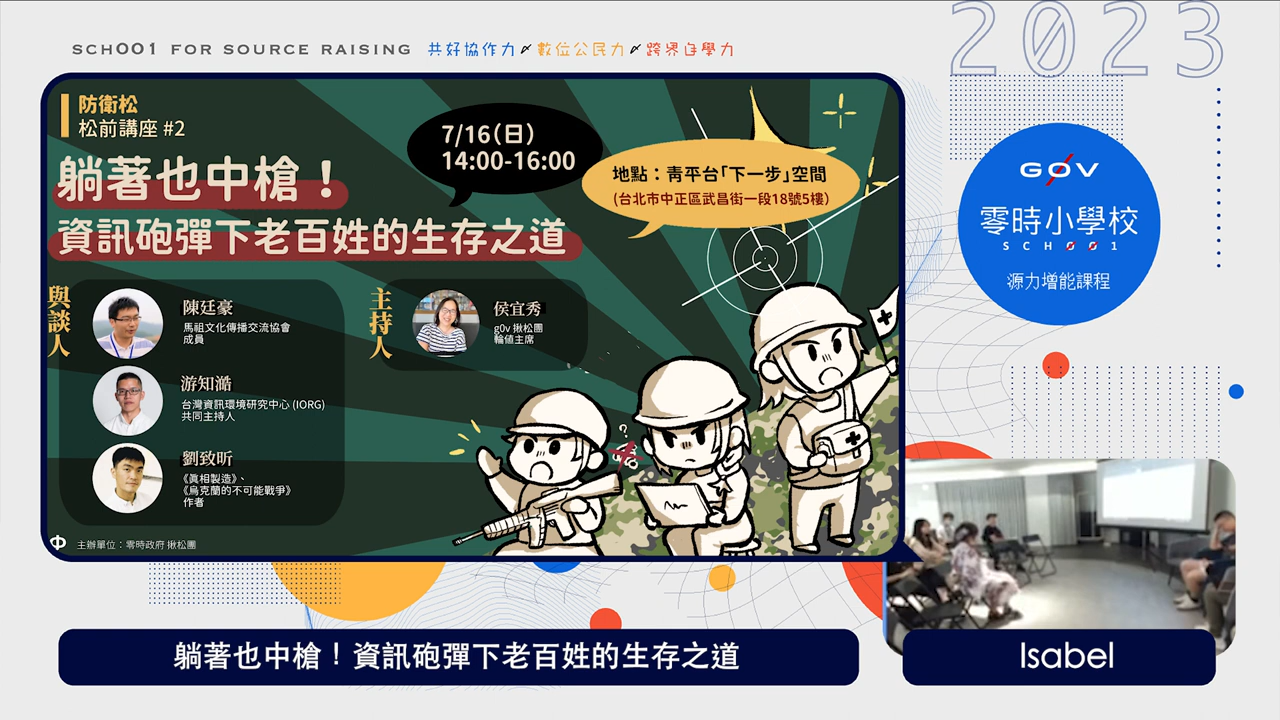 SCH001 FOR SOURCE RAISING 共好協作力 〆 數位公民力 〆 跨界自學力
2023
防衛松
松前講座 #2
7/16(日)
14:00-16:00
躺著也中槍！
資訊砲彈下老百姓的生存之道
地點：青平台「下一步」空間
(台北市中正區武昌街一段18號5樓)
與談人
陳廷豪
馬祖文化傳播交流協會
成員
游知澔
台灣資訊環境研究中心 (IORG)
共同主持人
劉致昕
《真相製造》、
《烏克蘭的不可能戰爭》
作者
主持人
侯宜秀
g0v 揪松團
輪值主席
?
主辦單位：零時政府 揪松團
G0V
零時小學校
SCH001
源力增能課程
躺著也中槍！資訊砲彈下老百姓的生存之道
Isabel